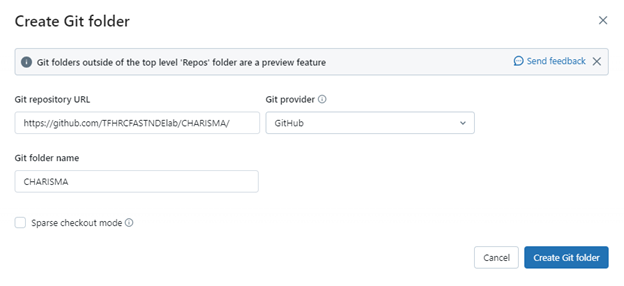 Create Git folder
Git folders outside of the top level 'Repos' folder are a preview feature
Send feedback
Git repository URL
Git provider
https://github.com/TFHRCFASTNDElab/CHARISMA/
GitHub
Git folder name
CHARISMA
Sparse checkout mode
Cancel
Create Git folder